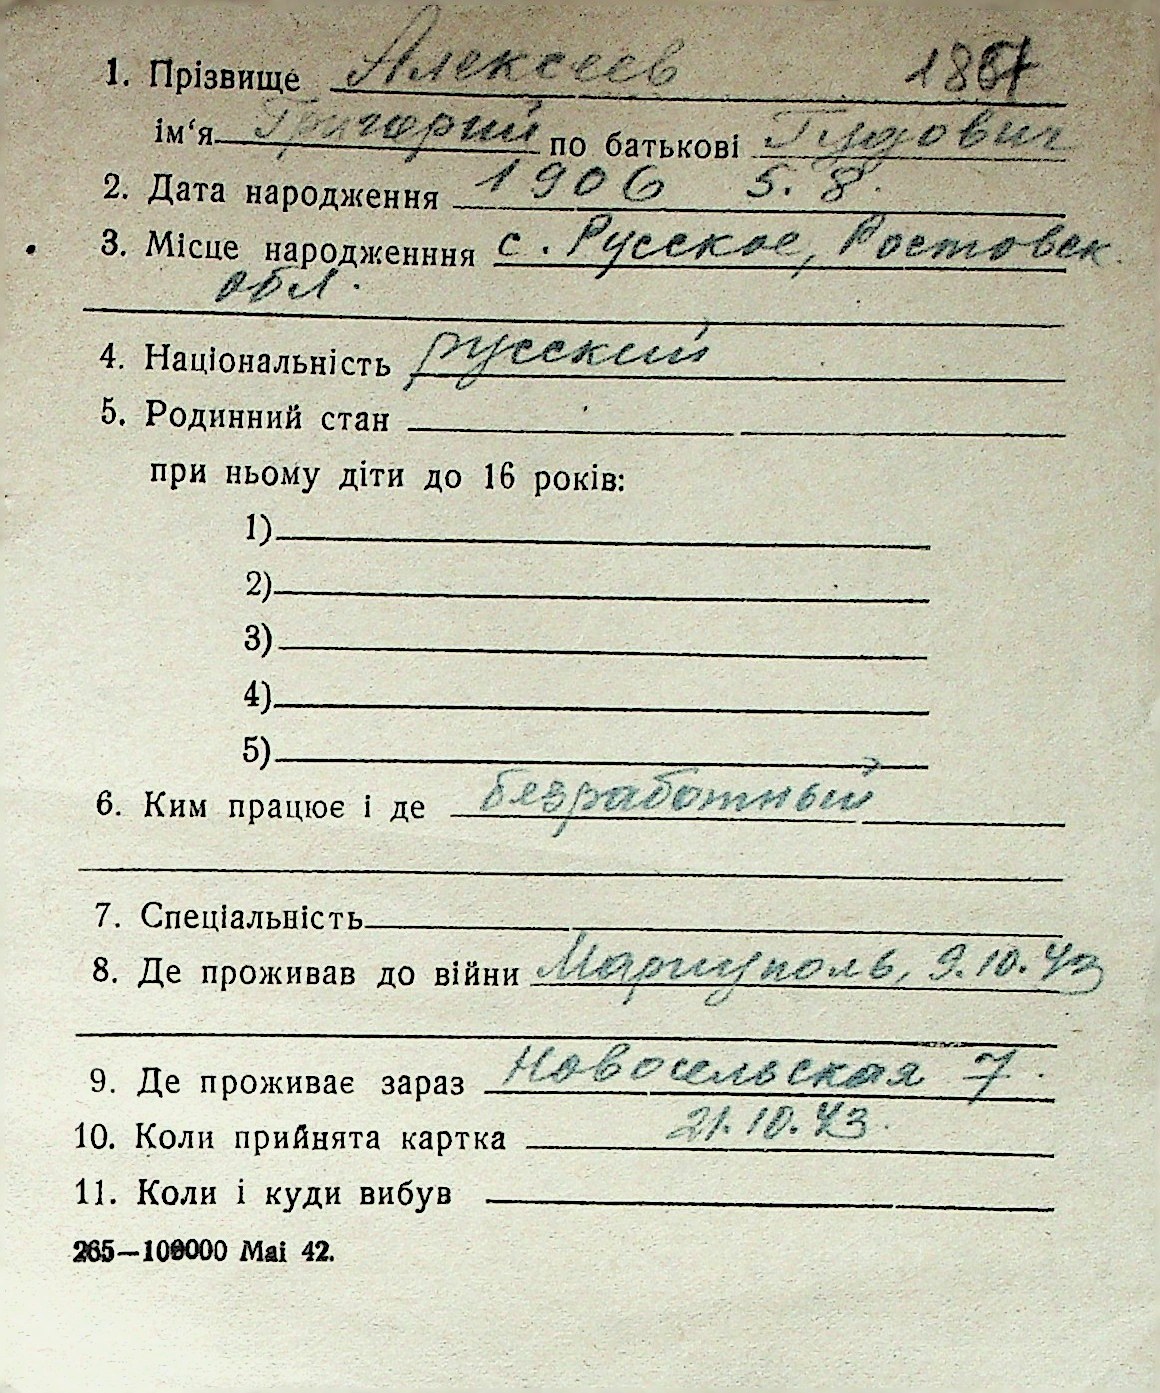 1. Прізвище Алексеев
ім‘я Григорий по батькові Гудович
2. Дата народження 1906 5. 8.
3. Місце народженння с. Русское, Ростовск.
обл.
4. Національність русский
5. Родинний стан
при ньому діти до 16 років:
1)
2)
3)
4)
5)
6. Ким працює і де безработный
7. Спеціальність
8. Де проживав до війни Мариуполь, 9.10.43
9. Де проживає зараз Новосельская 7.
10. Коли прийнята картка 21.10.43.
11. Коли і куди вибув
265—100000 Mai 42.